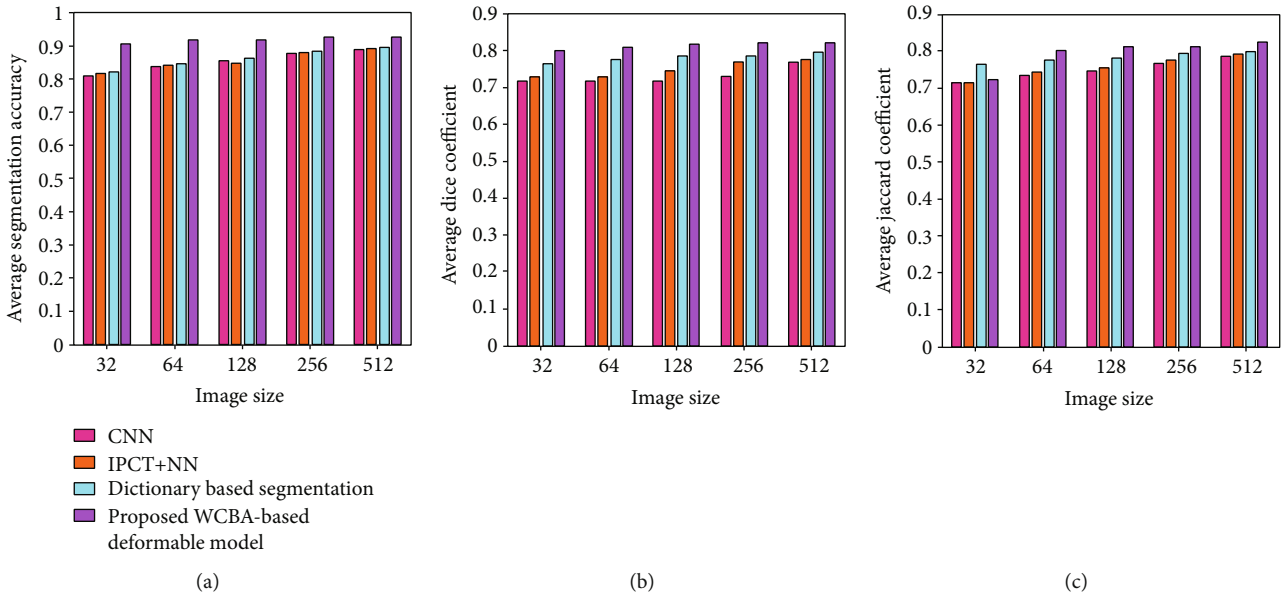 Average segmentation accuracy
1
0.9
0.8
0.7
0.6
0.5
0.4
0.3
0.2
0.1
0
32 64 128 256 512
Image size
CNN
IPCT+NN
Dictionary based segmentation
Proposed WCBA-based
deformable model
(a)
Average dice coefficient
0.9
0.8
0.7
0.6
0.5
0.4
0.3
0.2
0.1
0
32 64 128 256 512
Image size
(b)
Average jaccard coefficient
0.9
0.8
0.7
0.6
0.5
0.4
0.3
0.2
0.1
0
32 64 128 256 512
Image size
(c)